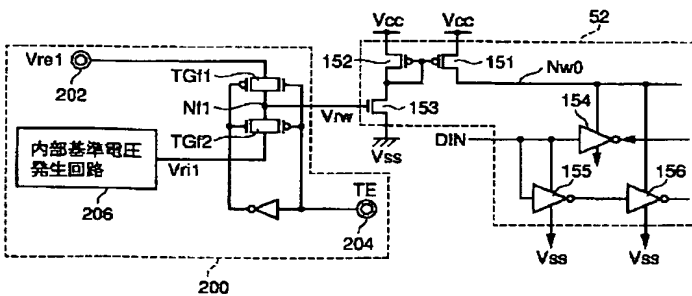 Vre1
202
TGf1
Nf1
TGf2
内部基準電圧
発生回路
Vri1
206
TE
204
200
Vcc
Vcc
52
152
151
153
Vrw
Vss
Nw0
154
DIN
155
156
Vss
Vss